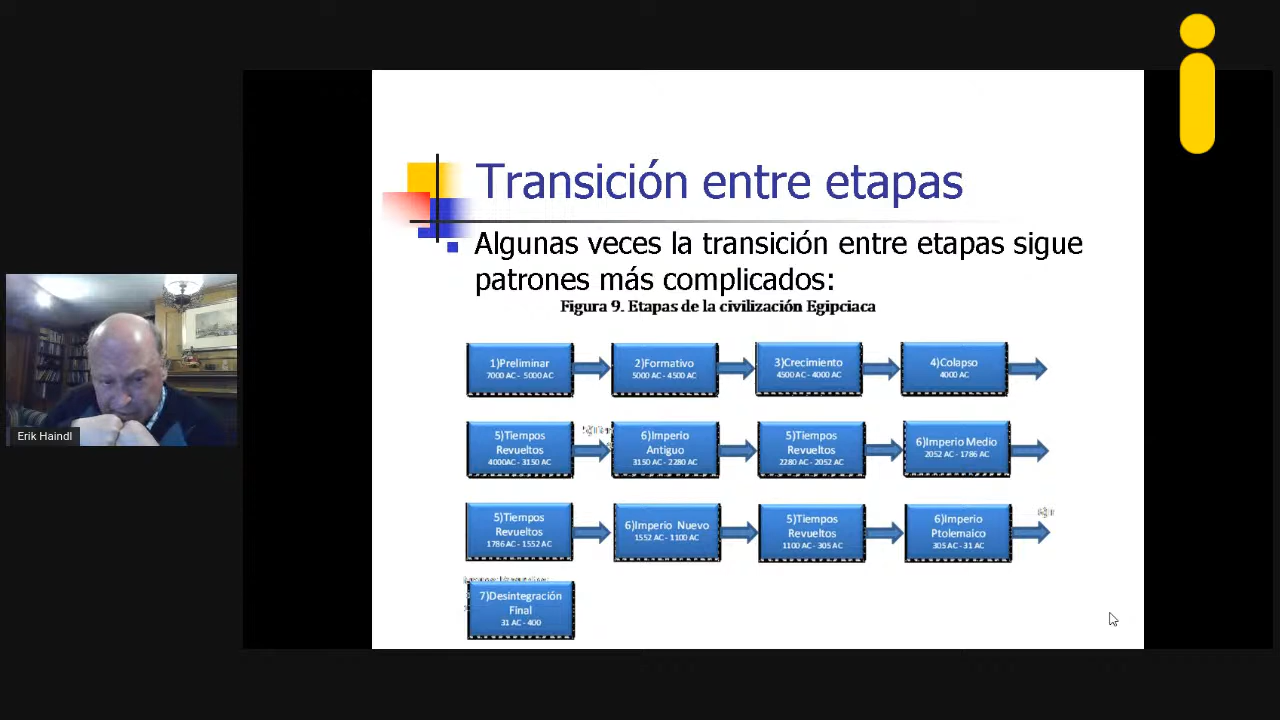 Transición entre etapas
Algunas veces la transición entre etapas sigue
patrones más complicados:
Figura 9. Etapas de la civilización Egipciaca
1)Preliminar
7000 AC - 5000 AC
2)Formativo
5000 AC - 4500 AC
3)Crecimiento
4500 AC - 4000 AC
4)Colapso
4000 AC
5)Tiempos
Revueltos
4000AC - 3150 AC
6)Imperio
Antiguo
3150 AC - 2280 AC
5)Tiempos
Revueltos
2280 AC - 2052 AC
6)Imperio Medio
2052 AC - 1786 AC
5)Tiempos
Revueltos
1786 AC - 1552 AC
6)Imperio Nuevo
1552 AC - 1100 AC
5)Tiempos
Revueltos
1100 AC - 305 AC
6)Imperio
Ptolemaico
305 AC - 31 AC
7)Desintegración
Final
31 AC - 400
Erik Haindl